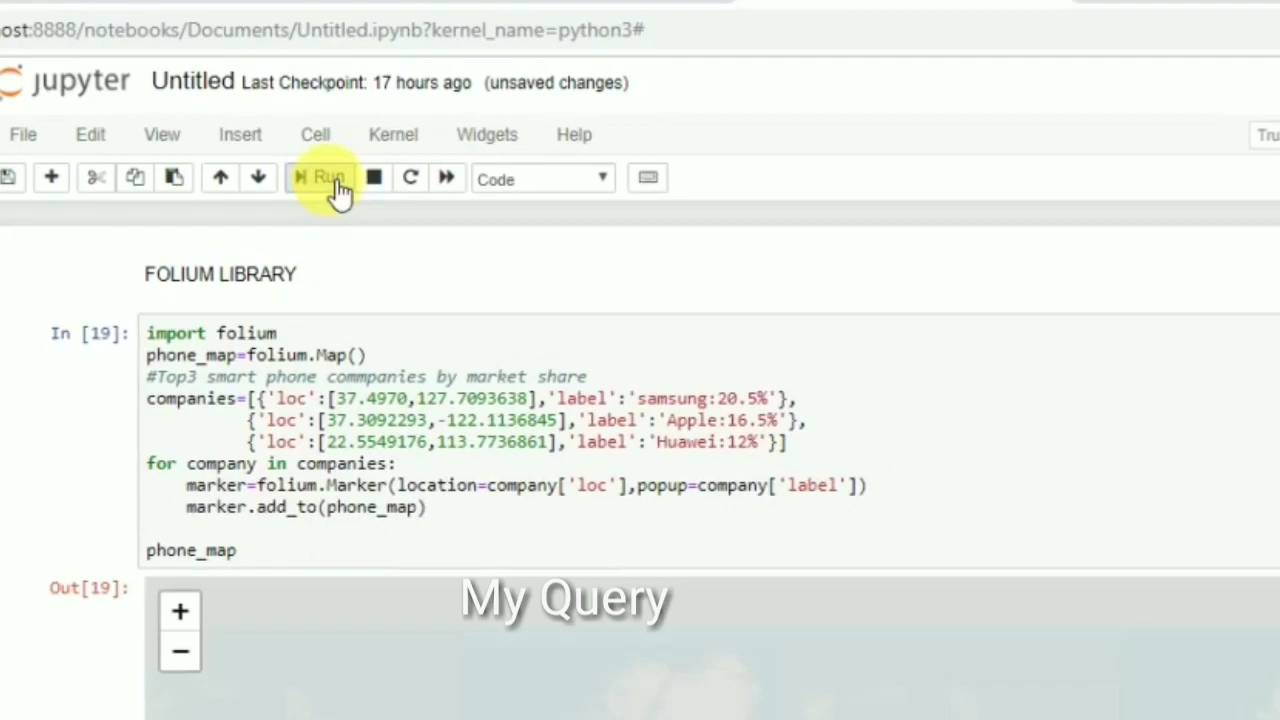 ost:8888/notebooks/Documents/Untitled.ipynb?kernel_name=python3#
jupyter Untitled Last Checkpoint: 17 hours ago (unsaved changes)
File Edit View Insert Cell Kernel Widgets Help
Tru
Run Code
FOLIUM LIBRARY
In [19]: import folium
phone_map=folium.Map()
#Top3 smart phone commpanies by market share
companies=[{'loc':[37.4970,127.7093638],'label':'samsung:20.5%'},
{'loc':[37.3092293,-122.1136845],'label':'Apple:16.5%'},
{'loc':[22.5549176,113.7736861],'label':'Huawei:12%'}]
for company in companies:
marker=folium.Marker(location=company['loc'],popup=company['label'])
marker.add_to(phone_map)
phone_map
Out[19]:
My Query
+
−